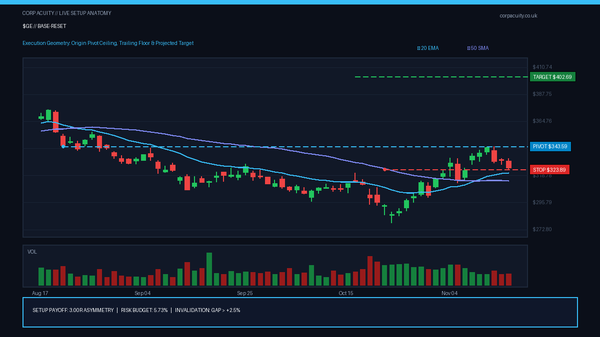 CORP ACUITY // LIVE SETUP ANATOMY
corpacuity.co.uk
$GE // BASE RESET
Execution Geometry: Origin Pivot Ceiling, Trailing Floor & Projected Target
20 EMA
50 SMA
$410.74
TARGET $402.69
$387.75
$364.76
PIVOT $343.59
STOP $323.89
$295.79
$272.80
VOL
Aug 17
Sep 04
Sep 25
Oct 15
Nov 04
SETUP PAYOFF: 3.00R ASYMMETRY | RISK BUDGET: 5.73% | INVALIDATION: GAP > +2.5%